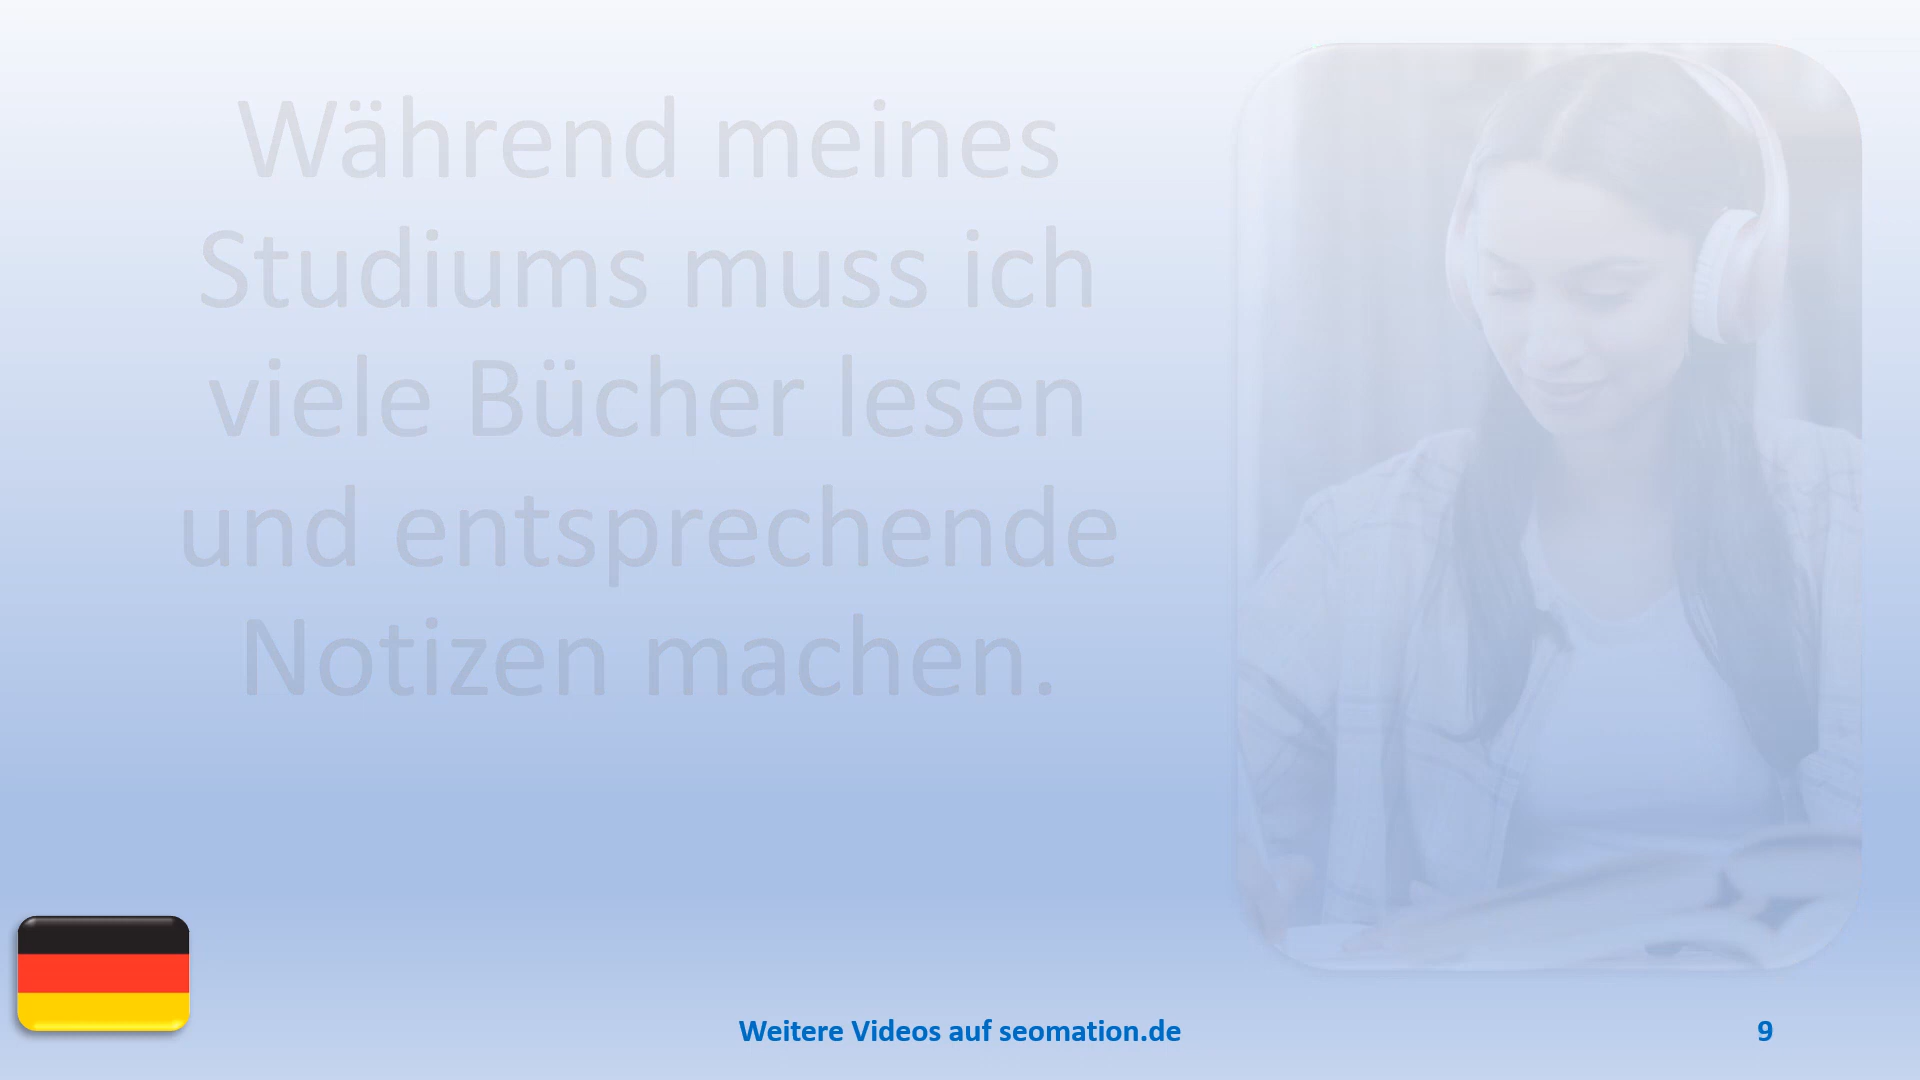 Während meines
Studiums muss ich
viele Bücher lesen
und entsprechende
Notizen machen.
Weitere Videos auf seomation.de
9